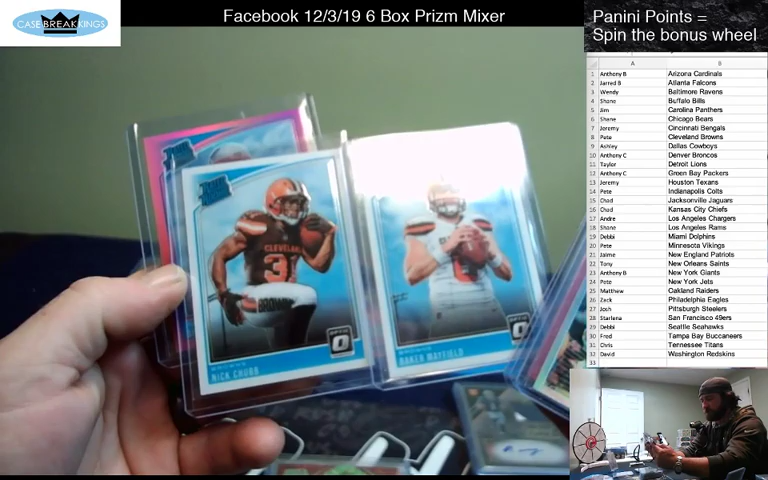 Facebook 12/3/19 6 Box Prizm Mixer
CASE BREAK KINGS
Panini Points =
Spin the bonus wheel
A B
1 Anthony B Arizona Cardinals
2 Jarred B Atlanta Falcons
3 Wendy Baltimore Ravens
4 Shane Buffalo Bills
5 Jim Carolina Panthers
6 Shane Chicago Bears
7 Jeremy Cincinnati Bengals
8 Pete Cleveland Browns
9 Ashley Dallas Cowboys
10 Anthony C Denver Broncos
11 Taylor Detroit Lions
12 Anthony C Green Bay Packers
13 Jeremy Houston Texans
14 Pete Indianapolis Colts
15 Chad Jacksonville Jaguars
16 Chad Kansas City Chiefs
17 Andre Los Angeles Chargers
18 Shane Los Angeles Rams
19 Debbi Miami Dolphins
20 Pete Minnesota Vikings
21 Jaime New England Patriots
22 Tony New Orleans Saints
23 Anthony B New York Giants
24 Pete New York Jets
25 Matthew Oakland Raiders
26 Zack Philadelphia Eagles
27 Josh Pittsburgh Steelers
28 Starlena San Francisco 49ers
29 Debbi Seattle Seahawks
30 Fred Tampa Bay Buccaneers
31 Chris Tennessee Titans
32 David Washington Redskins
33
CLEVELAND
BROWNS
OPTIC
NICK CHUBB
OPTIC
BAKER MAYFIELD